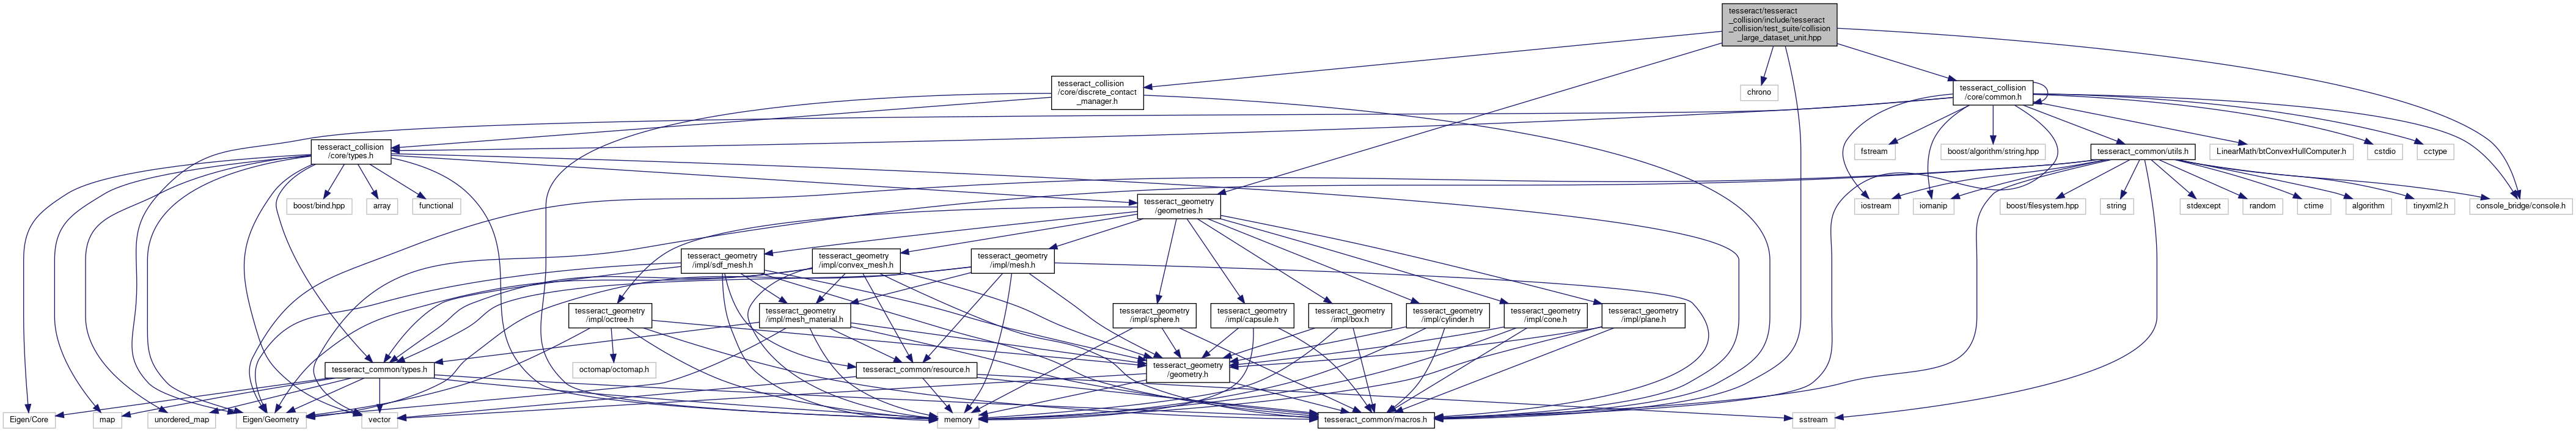 tesseract/tesseract
_collision/include/tesseract
_collision/test_suite/collision
_large_dataset_unit.hpp
tesseract_collision
/core/discrete_contact
_manager.h
chrono
tesseract_collision
/core/common.h
tesseract_collision
/core/types.h
fstream
boost/algorithm/string.hpp
tesseract_common/utils.h
LinearMath/btConvexHullComputer.h
cstdio
cctype
boost/bind.hpp
array
functional
tesseract_geometry
/geometries.h
iostream
iomanip
boost/filesystem.hpp
string
stdexcept
random
ctime
algorithm
tinyxml2.h
console_bridge/console.h
tesseract_geometry
/impl/sdf_mesh.h
tesseract_geometry
/impl/convex_mesh.h
tesseract_geometry
/impl/mesh.h
tesseract_geometry
/impl/octree.h
tesseract_geometry
/impl/mesh_material.h
tesseract_geometry
/impl/sphere.h
tesseract_geometry
/impl/capsule.h
tesseract_geometry
/impl/box.h
tesseract_geometry
/impl/cylinder.h
tesseract_geometry
/impl/cone.h
tesseract_geometry
/impl/plane.h
tesseract_common/types.h
octomap/octomap.h
tesseract_common/resource.h
tesseract_geometry
/geometry.h
Eigen/Core
map
unordered_map
Eigen/Geometry
vector
memory
tesseract_common/macros.h
sstream